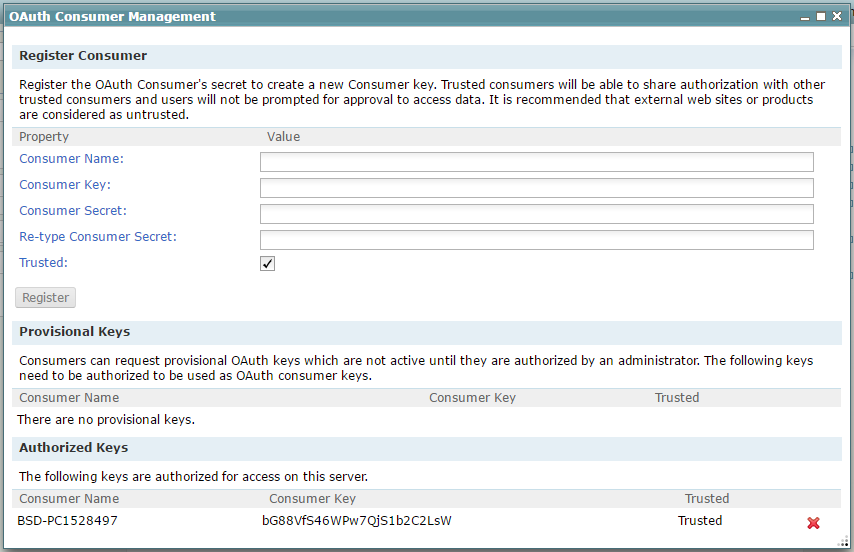 OAuth Consumer Management
Register Consumer
Register the OAuth Consumer's secret to create a new Consumer key. Trusted consumers will be able to share authorization with other
trusted consumers and users will not be prompted for approval to access data. It is recommended that external web sites or products
are considered as untrusted.
Property Value
Consumer Name:
Consumer Key:
Consumer Secret:
Re-type Consumer Secret:
Trusted:
Register
Provisional Keys
Consumers can request provisional OAuth keys which are not active until they are authorized by an administrator. The following keys
need to be authorized to be used as OAuth consumer keys.
Consumer Name Consumer Key Trusted
There are no provisional keys.
Authorized Keys
The following keys are authorized for access on this server.
Consumer Name Consumer Key Trusted
BSD-PC1528497 bG88VfS46WPw7QjS1b2C2LsW Trusted